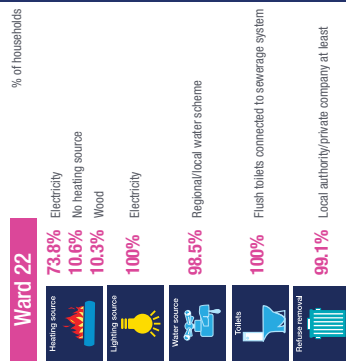 Ward 22
% of households
Heating source
73.8% Electricity
10.6% No heating source
10.3% Wood
Lighting source
100% Electricity
Water source
98.5% Regional/local water scheme
Toilets
100% Flush toilets connected to sewerage system
Refuse removal
99.1% Local authority/private company at least